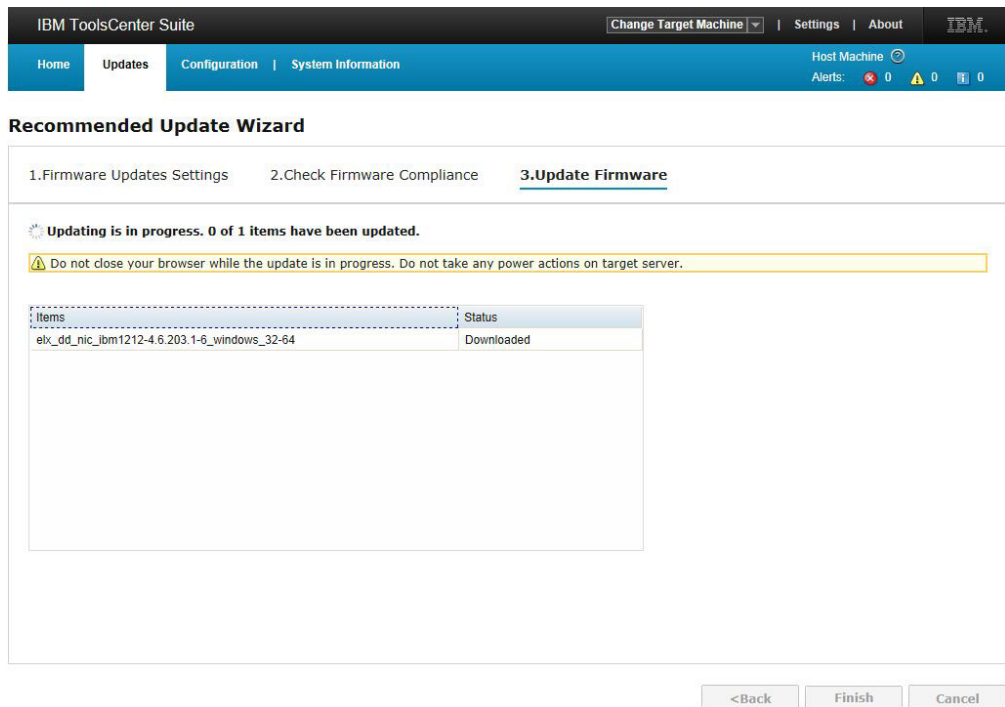 IBM ToolsCenter Suite Change Target Machine | Settings | About IBM.
Home Updates Configuration | System Information Host Machine ?
Alerts: 0 0 0
Recommended Update Wizard
1.Firmware Updates Settings 2.Check Firmware Compliance 3.Update Firmware
Updating is in progress. 0 of 1 items have been updated.
Do not close your browser while the update is in progress. Do not take any power actions on target server.
Items Status
elx_dd_nic_ibm1212-4.6.203.1-6_windows_32-64 Downloaded
<Back Finish Cancel